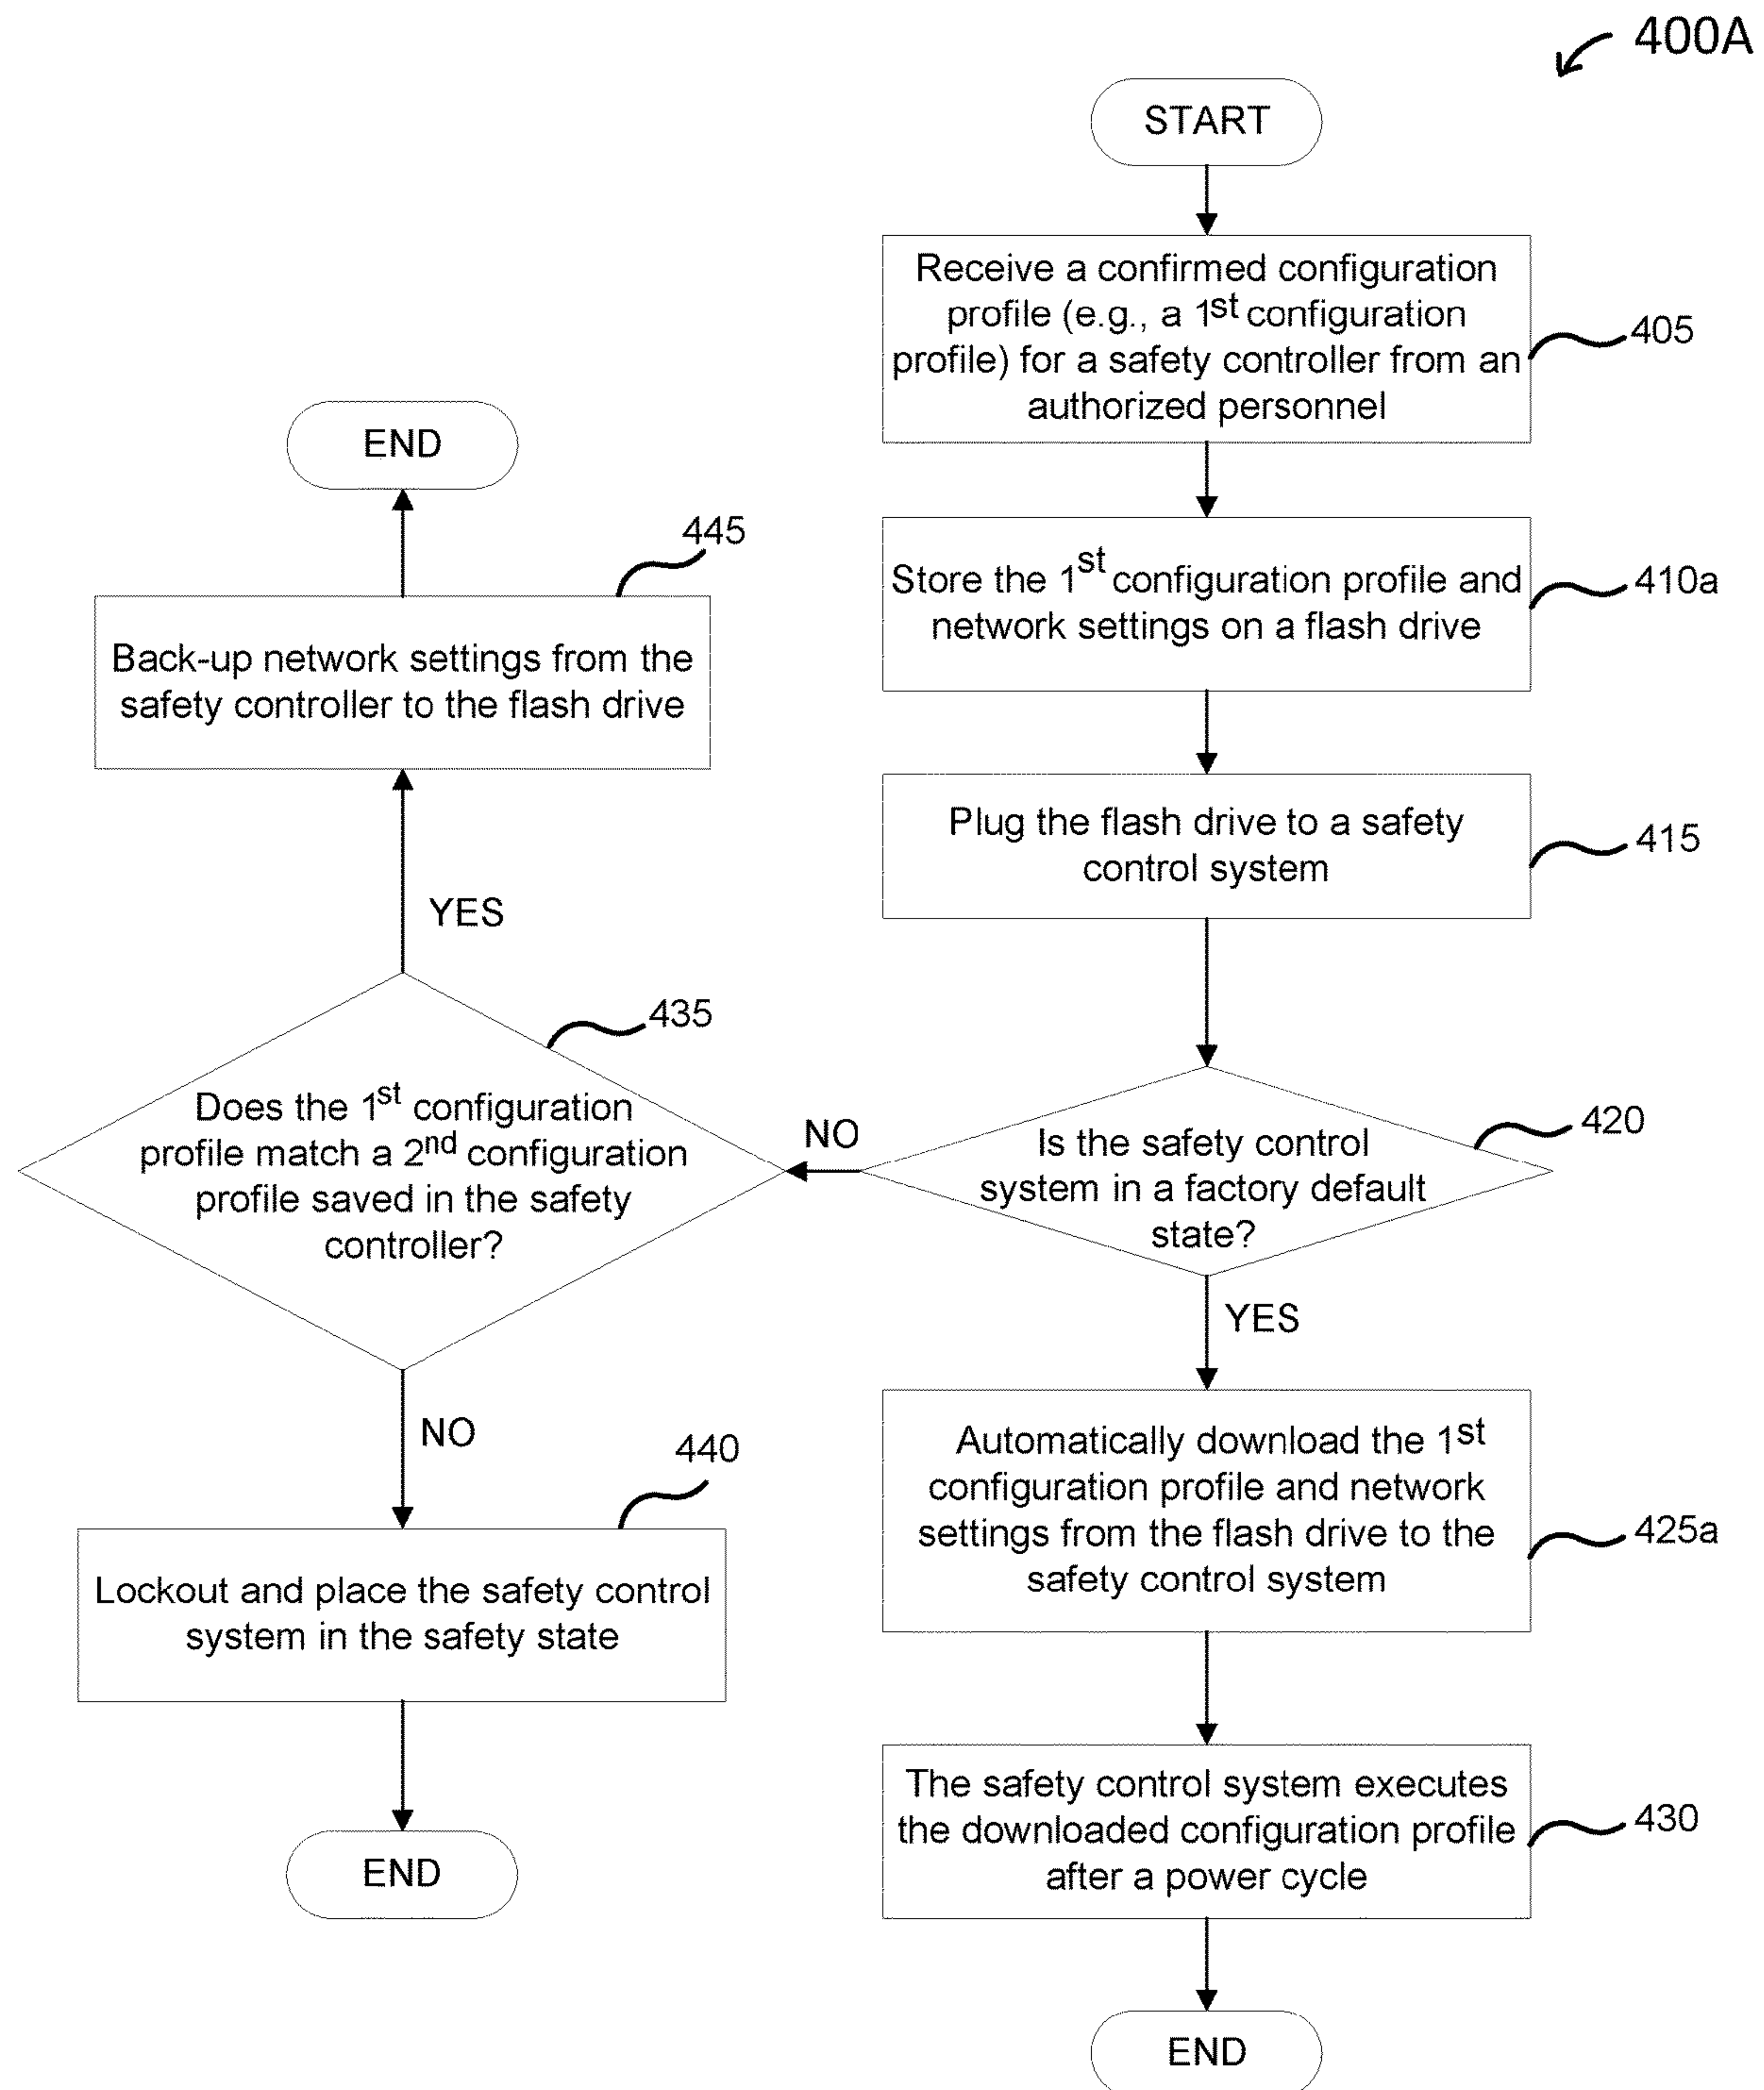 400A
START
Receive a confirmed configuration
profile (e.g., a 1st configuration
profile) for a safety controller from an
authorized personnel
405
Store the 1st configuration profile and
network settings on a flash drive
410a
Plug the flash drive to a safety
control system
415
Is the safety control
system in a factory default
state?
420
YES
Automatically download the 1st
configuration profile and network
settings from the flash drive to the
safety control system
425a
The safety control system executes
the downloaded configuration profile
after a power cycle
430
END
NO
Does the 1st configuration
profile match a 2nd configuration
profile saved in the safety
controller?
435
YES
Back-up network settings from the
safety controller to the flash drive
445
END
NO
Lockout and place the safety control
system in the safety state
440
END